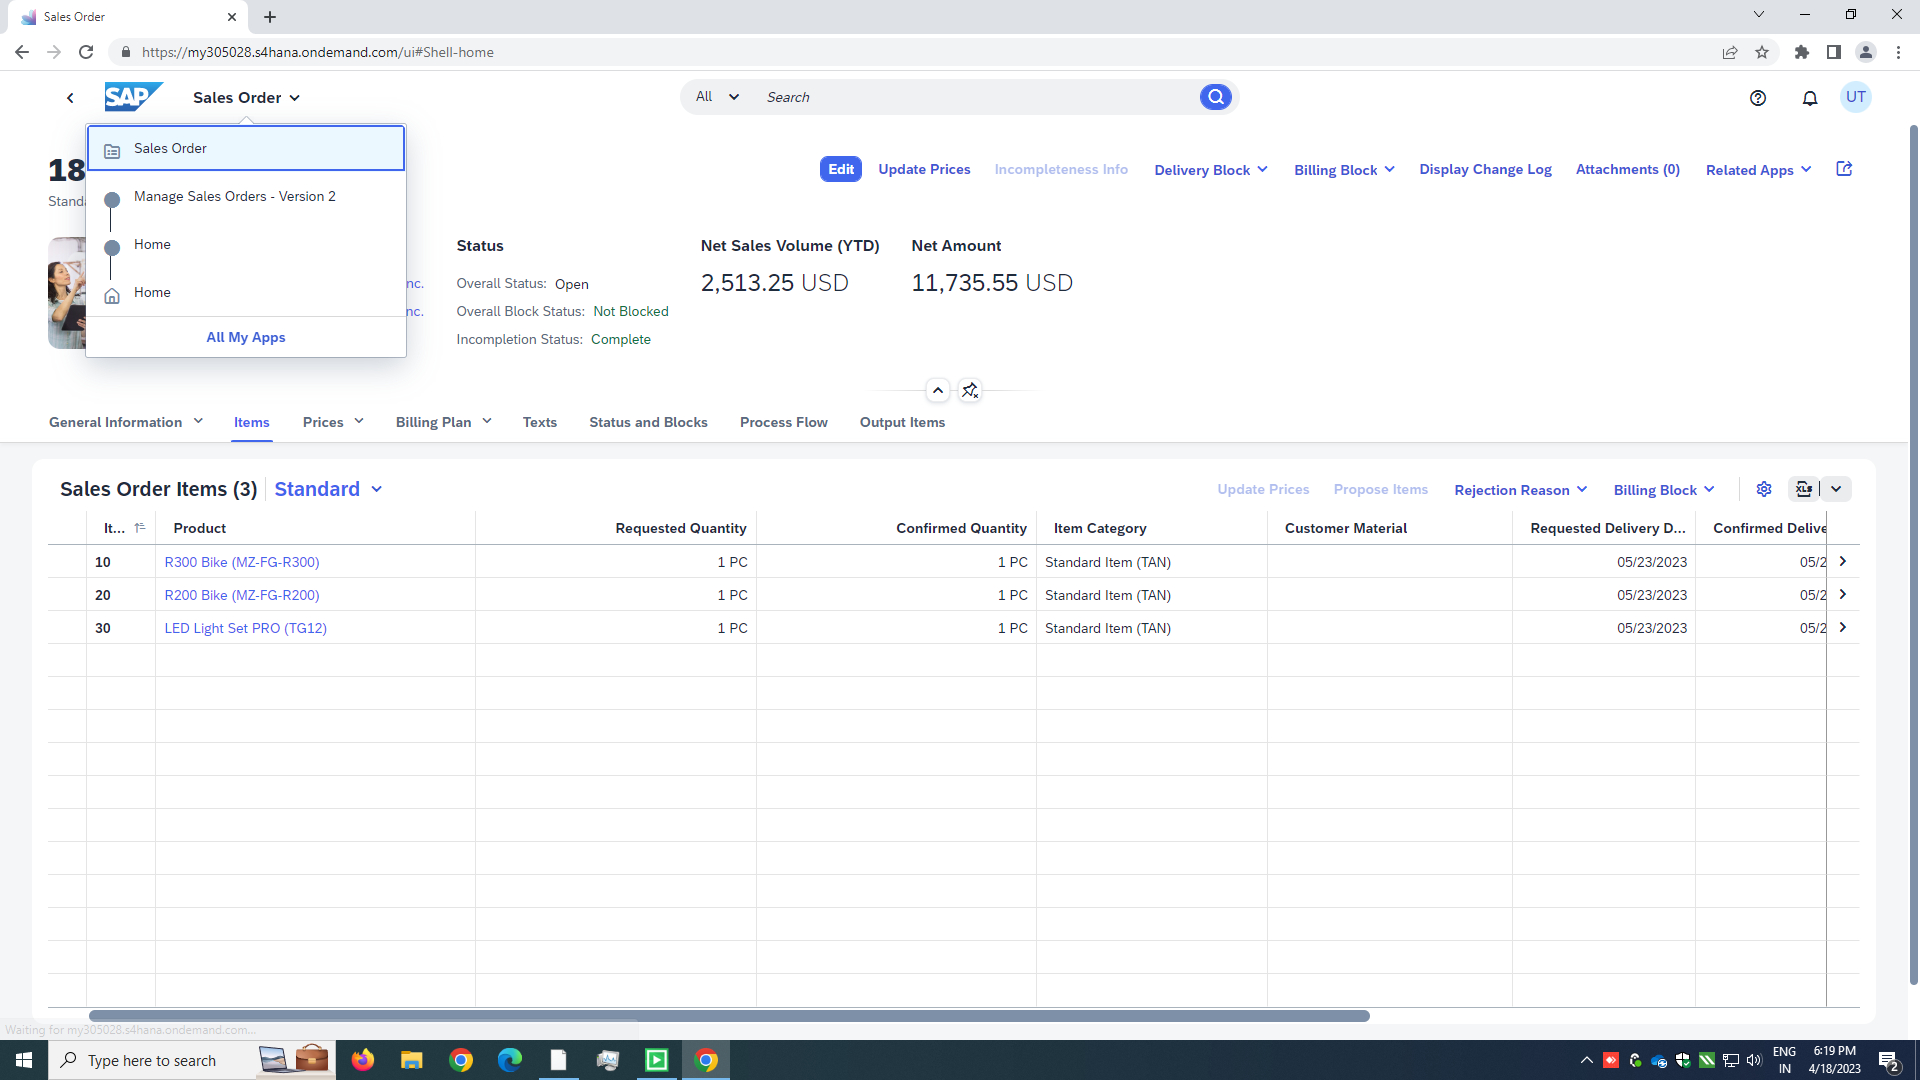 Sales Order
https://my305028.s4hana.ondemand.com/ui#Shell-home
SAP Sales Order
All Search
UT
Sales Order
Manage Sales Orders - Version 2
Home
Home
All My Apps
18
Standa
Edit Update Prices Incompleteness Info Delivery Block Billing Block Display Change Log Attachments (0) Related Apps
nc.
nc.
Status
Overall Status: Open
Overall Block Status: Not Blocked
Incompletion Status: Complete
Net Sales Volume (YTD)
2,513.25 USD
Net Amount
11,735.55 USD
General Information Items Prices Billing Plan Texts Status and Blocks Process Flow Output Items
Sales Order Items (3) Standard
Update Prices Propose Items Rejection Reason Billing Block XLS
It... Product Requested Quantity Confirmed Quantity Item Category Customer Material Requested Delivery D... Confirmed Delive
10 R300 Bike (MZ-FG-R300) 1 PC 1 PC Standard Item (TAN) 05/23/2023 05/2
20 R200 Bike (MZ-FG-R200) 1 PC 1 PC Standard Item (TAN) 05/23/2023 05/2
30 LED Light Set PRO (TG12) 1 PC 1 PC Standard Item (TAN) 05/23/2023 05/2
Waiting for my305028.s4hana.ondemand.com...
Type here to search
ENG
IN
6:19 PM
4/18/2023
2